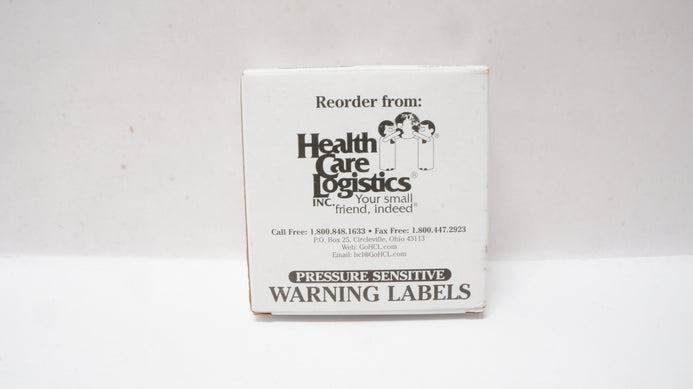 Reorder from:
Health
Care
Logistics®
INC. Your small
friend, indeed®
Call Free: 1.800.848.1633 • Fax Free: 1.800.447.2923
P.O. Box 25, Circleville, Ohio 43113
Web: GoHCL.com
Email: hcl@GoHCL.com
PRESSURE SENSITIVE
WARNING LABELS